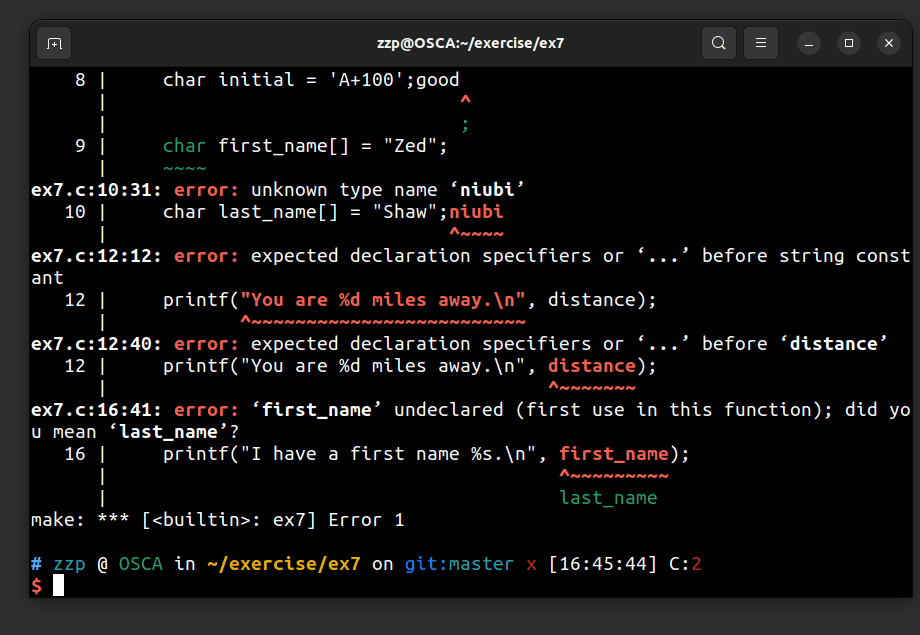 zzp@OSCA:~/exercise/ex7
8 |     char initial = 'A+100';good
  |                                ^
  |                                ;
9 |     char first_name[] = "Zed";
  |     ~~~~
ex7.c:10:31: error: unknown type name ‘niubi’
10 |     char last_name[] = "Shaw";niubi
   |                               ^~~~~
ex7.c:12:12: error: expected declaration specifiers or ‘...’ before string const
ant
12 |     printf("You are %d miles away.\n", distance);
   |            ^~~~~~~~~~~~~~~~~~~~~~~~~~
ex7.c:12:40: error: expected declaration specifiers or ‘...’ before ‘distance’
12 |     printf("You are %d miles away.\n", distance);
   |                                        ^~~~~~~~
ex7.c:16:41: error: ‘first_name’ undeclared (first use in this function); did yo
u mean ‘last_name’?
16 |     printf("I have a first name %s.\n", first_name);
   |                                         ^~~~~~~~~~
   |                                         last_name
make: *** [<builtin>: ex7] Error 1
# zzp @ OSCA in ~/exercise/ex7 on git:master x [16:45:44] C:2
$